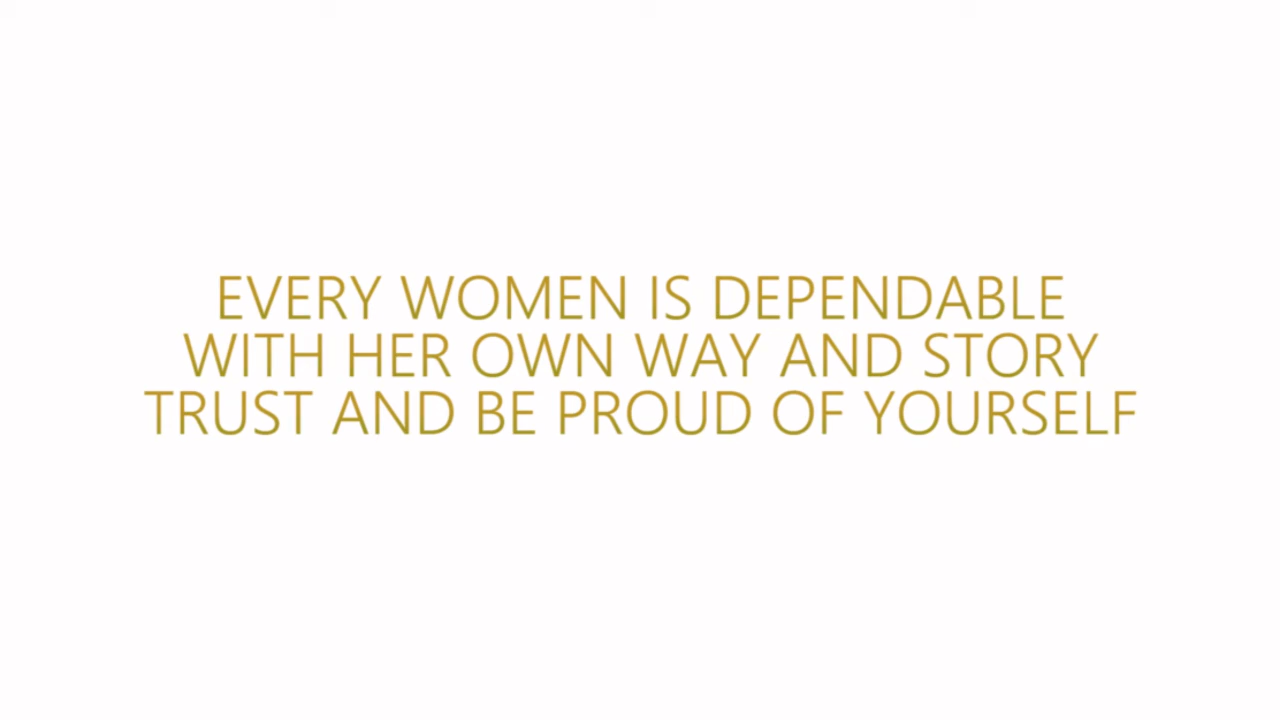 EVERY WOMEN IS DEPENDABLE
WITH HER OWN WAY AND STORY
TRUST AND BE PROUD OF YOURSELF